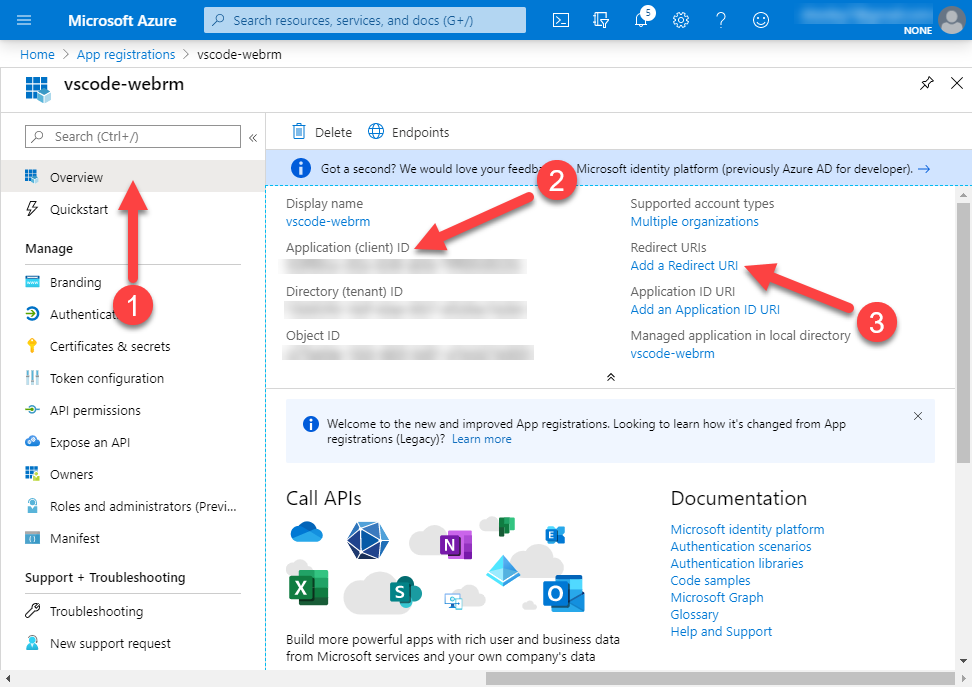 Microsoft Azure
Search resources, services, and docs (G+/)
5
NONE
Home > App registrations > vscode-webrm
vscode-webrm
Search (Ctrl+/)
Overview
Quickstart
Manage
Branding
Authenticat
Certificates & secrets
Token configuration
API permissions
Expose an API
Owners
Roles and administrators (Previ...
Manifest
Support + Troubleshooting
Troubleshooting
New support request
1
Delete
Endpoints
Got a second? We would love your feedba Microsoft identity platform (previously Azure AD for developer). →
2
Display name
vscode-webrm
Application (client) ID
Directory (tenant) ID
Object ID
Supported account types
Multiple organizations
Redirect URIs
Add a Redirect URI
Application ID URI
Add an Application ID URI
3
Managed application in local directory
vscode-webrm
Welcome to the new and improved App registrations. Looking to learn how it's changed from App
registrations (Legacy)? Learn more
Call APIs
N
E
X
S
O
Build more powerful apps with rich user and business data
from Microsoft services and your own company's data
Documentation
Microsoft identity platform
Authentication scenarios
Authentication libraries
Code samples
Microsoft Graph
Glossary
Help and Support